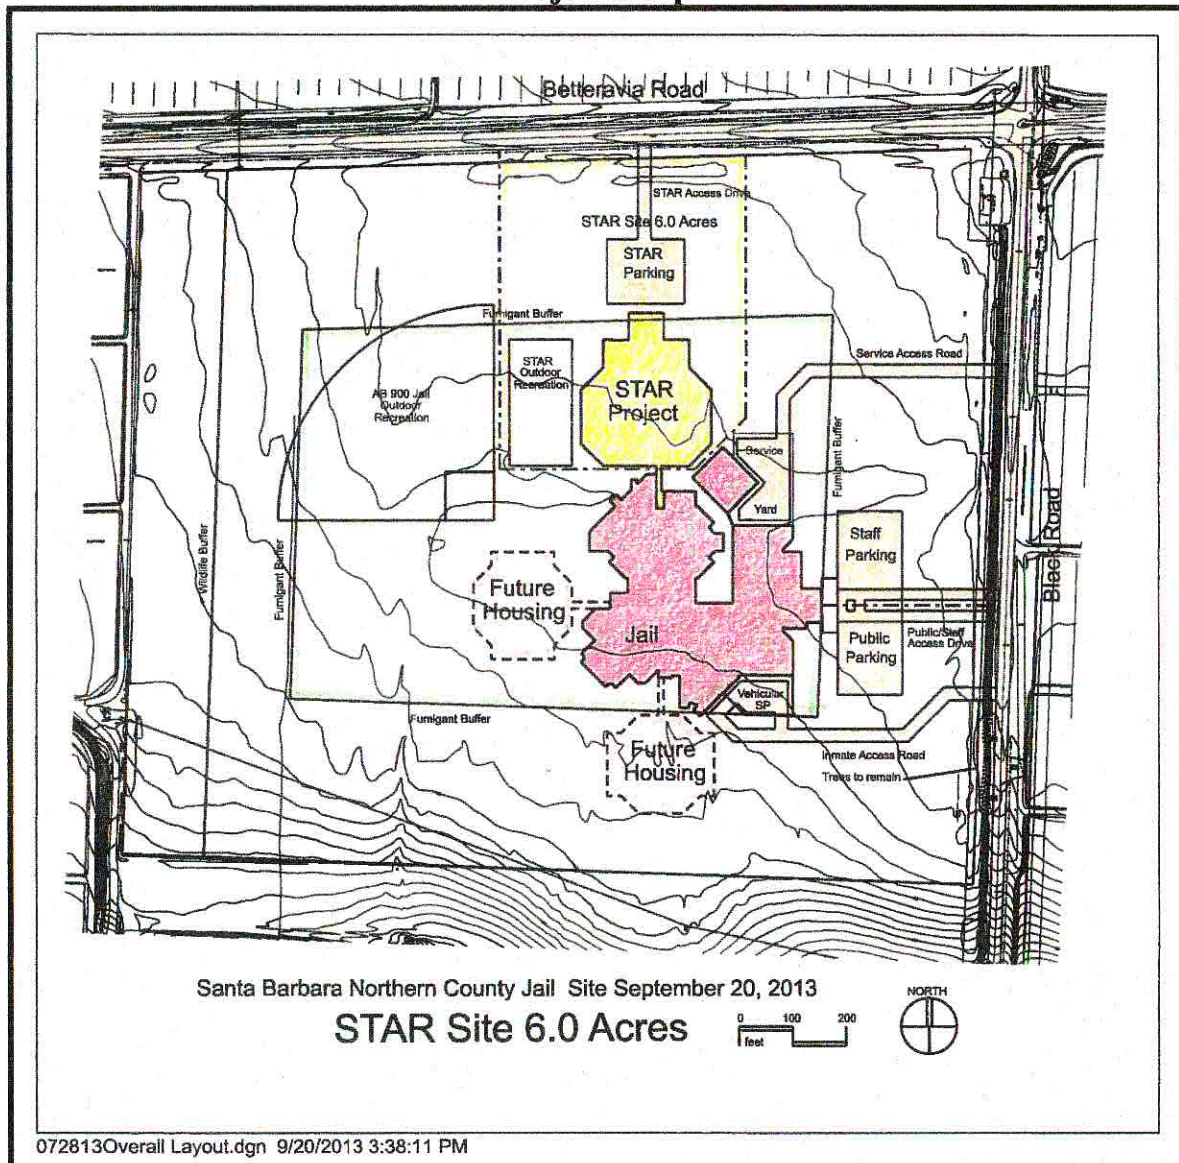 Betteravia Road
STAR Access Drive
STAR Site 6.0 Acres
STAR
Parking
Fumigant Buffer
Service Access Road
STAR
Outdoor
Recreation
STAR
Project
AB 900 Jail
Outdoor
Recreation
Service
Yard
Fumigant Buffer
Black Road
Wildlife Buffer
Fumigant Buffer
Staff
Parking
Future
Housing
Jail
Public/Staff
Access Drive
Public
Parking
Vehicular
SP
Fumigant Buffer
Future
Housing
Inmate Access Road
Trees to remain
Santa Barbara Northern County Jail Site September 20, 2013
STAR Site 6.0 Acres
0 100 200
feet
NORTH
072813Overall Layout.dgn 9/20/2013 3:38:11 PM